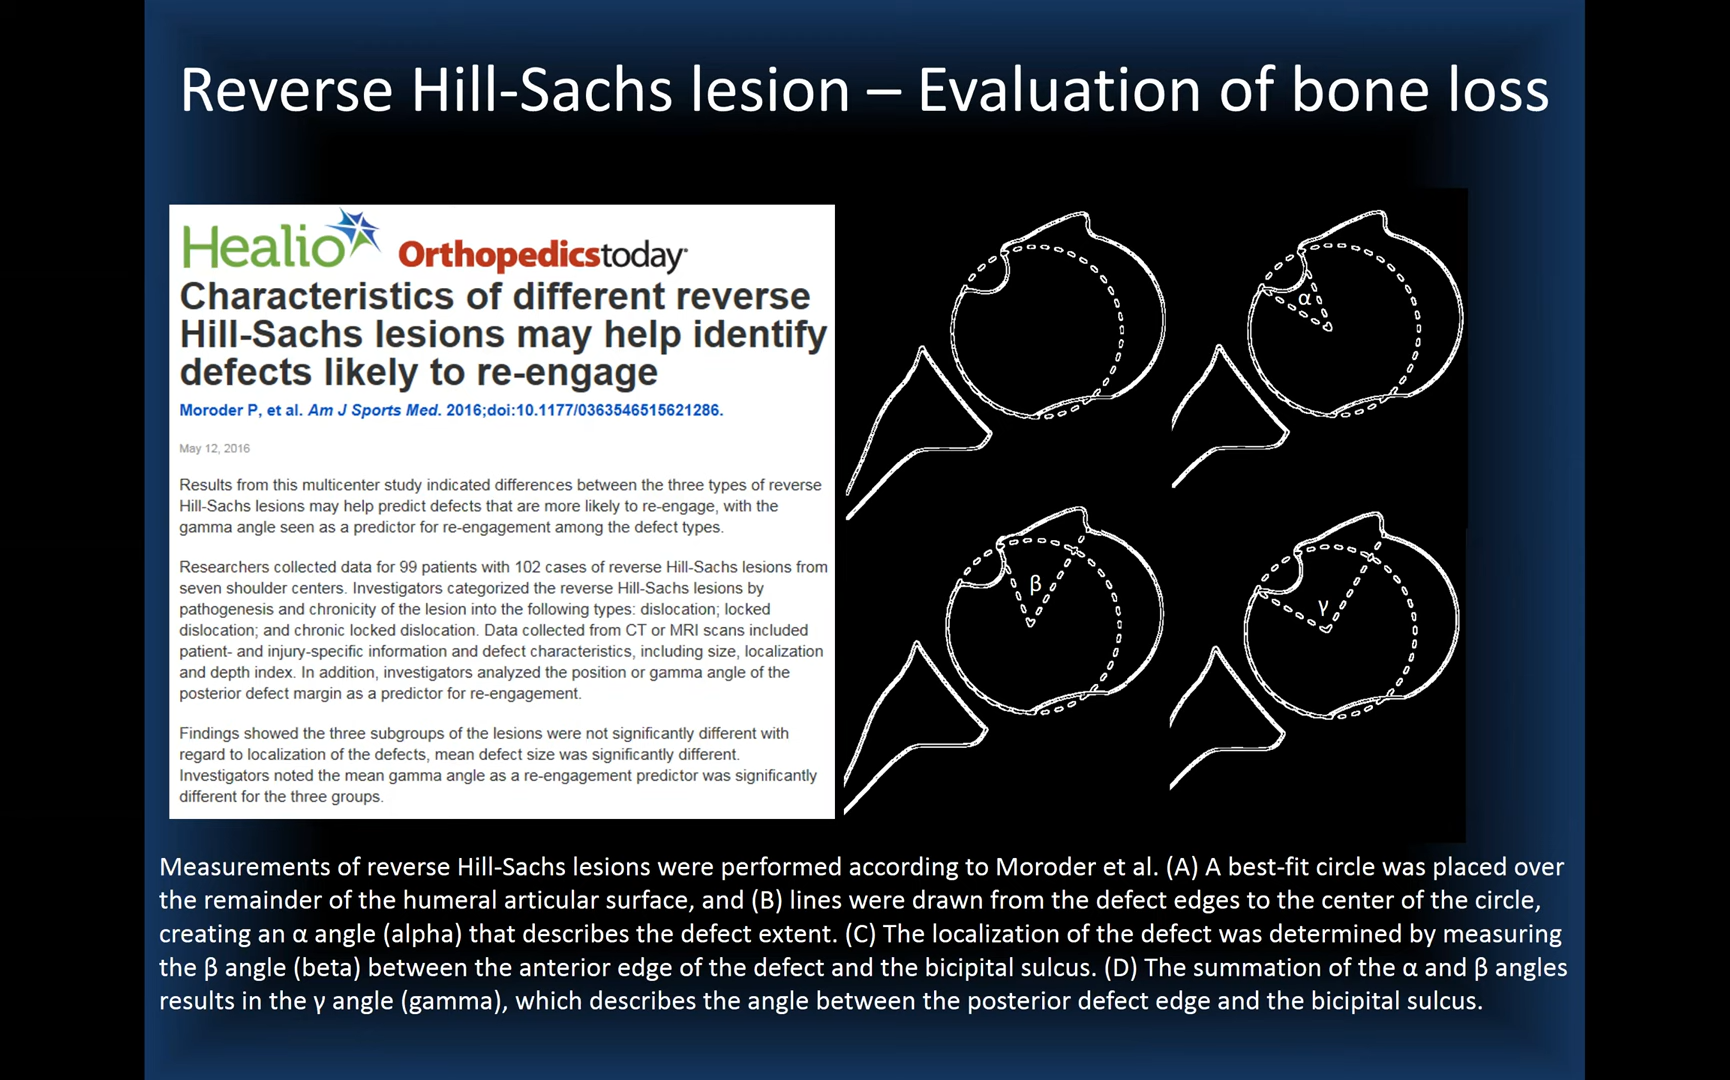 Reverse Hill-Sachs lesion – Evaluation of bone loss
Healio Orthopedicstoday
Characteristics of different reverse
Hill-Sachs lesions may help identify
defects likely to re-engage
Moroder P, et al. Am J Sports Med. 2016;doi:10.1177/0363546515621286.
May 12, 2016
Results from this multicenter study indicated differences between the three types of reverse
Hill-Sachs lesions may help predict defects that are more likely to re-engage, with the
gamma angle seen as a predictor for re-engagement among the defect types.
Researchers collected data for 99 patients with 102 cases of reverse Hill-Sachs lesions from
seven shoulder centers. Investigators categorized the reverse Hill-Sachs lesions by
pathogenesis and chronicity of the lesion into the following types: dislocation; locked
dislocation; and chronic locked dislocation. Data collected from CT or MRI scans included
patient- and injury-specific information and defect characteristics, including size, localization
and depth index. In addition, investigators analyzed the position or gamma angle of the
posterior defect margin as a predictor for re-engagement.
Findings showed the three subgroups of the lesions were not significantly different with
regard to localization of the defects, mean defect size was significantly different.
Investigators noted the mean gamma angle as a re-engagement predictor was significantly
different for the three groups.
α
β
γ
Measurements of reverse Hill-Sachs lesions were performed according to Moroder et al. (A) A best-fit circle was placed over
the remainder of the humeral articular surface, and (B) lines were drawn from the defect edges to the center of the circle,
creating an α angle (alpha) that describes the defect extent. (C) The localization of the defect was determined by measuring
the β angle (beta) between the anterior edge of the defect and the bicipital sulcus. (D) The summation of the α and β angles
results in the γ angle (gamma), which describes the angle between the posterior defect edge and the bicipital sulcus.